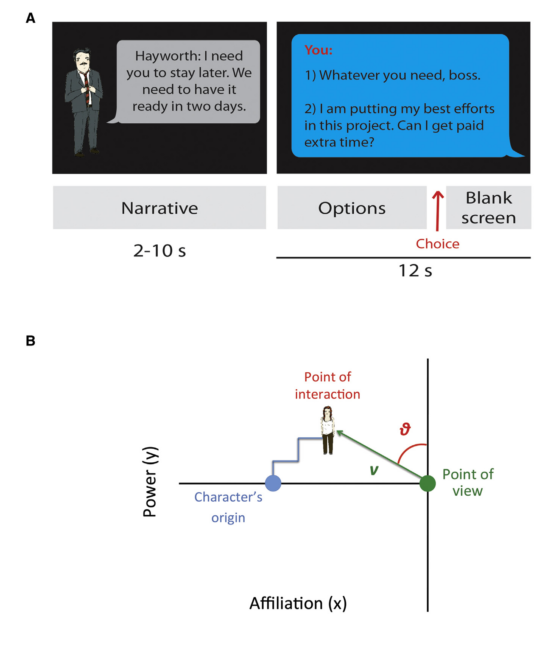 A
Hayworth: I need
you to stay later. We
need to have it
ready in two days.
You:
1) Whatever you need, boss.
2) I am putting my best efforts
in this project. Can I get paid
extra time?
Narrative
Options
Blank
screen
Choice
2-10 s
12 s
B
Point of
interaction
ϑ
v
Point of
view
Character's
origin
Power (y)
Affiliation (x)